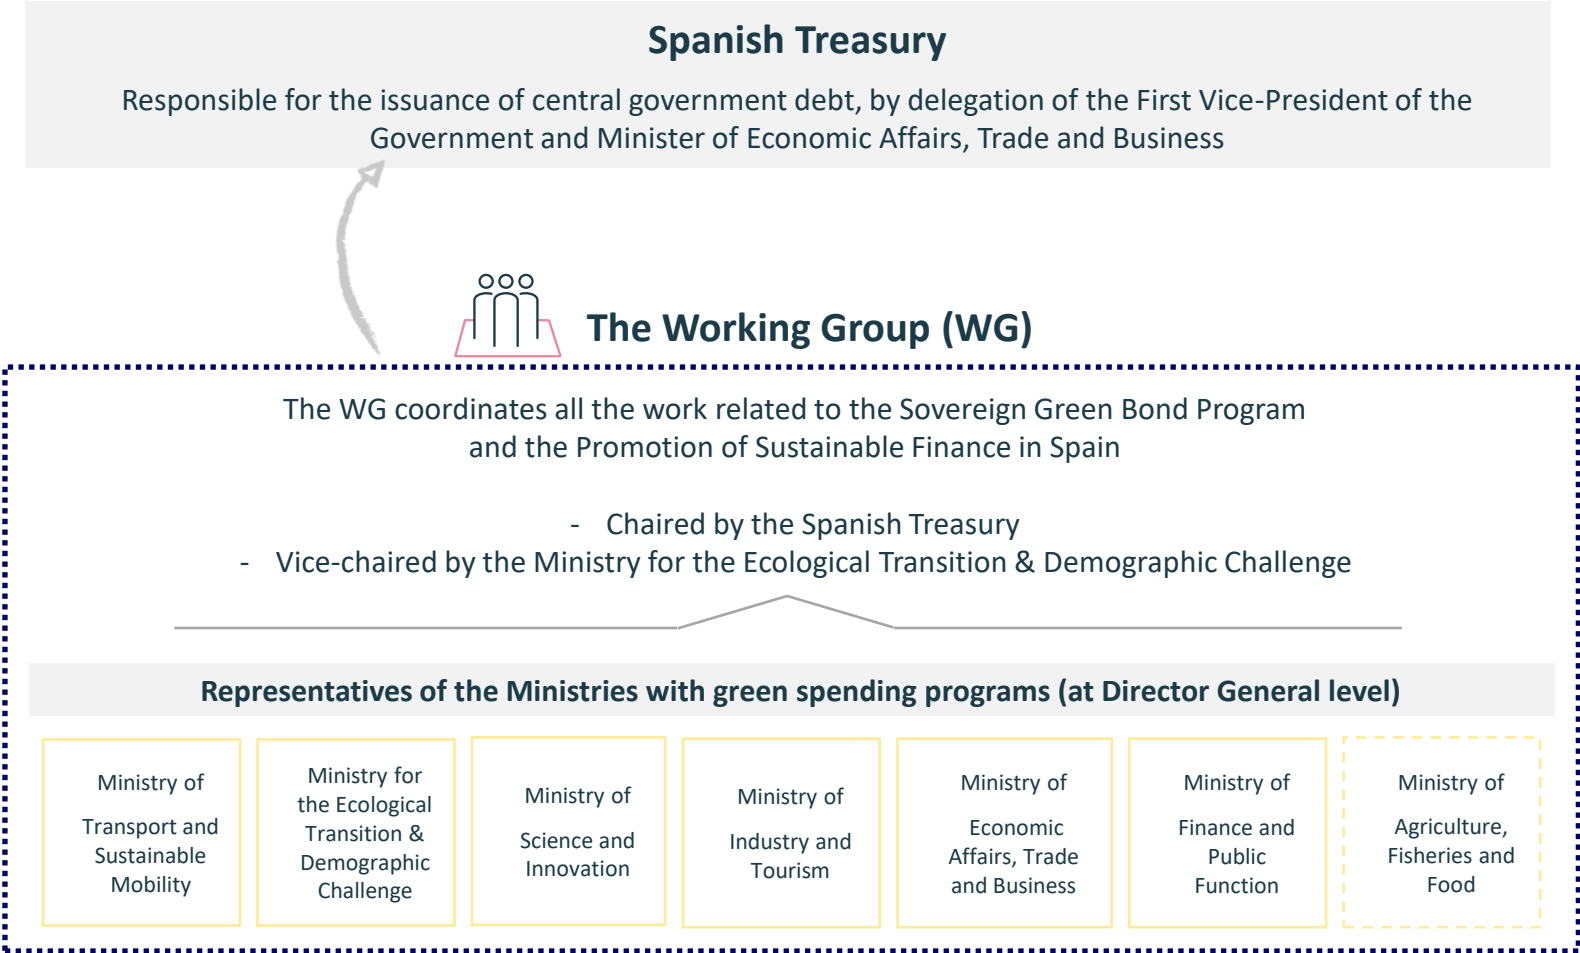 Spanish Treasury
Responsible for the issuance of central government debt, by delegation of the First Vice-President of the
Government and Minister of Economic Affairs, Trade and Business
The Working Group (WG)
The WG coordinates all the work related to the Sovereign Green Bond Program
and the Promotion of Sustainable Finance in Spain
- Chaired by the Spanish Treasury
- Vice-chaired by the Ministry for the Ecological Transition & Demographic Challenge
Representatives of the Ministries with green spending programs (at Director General level)
Ministry of
Transport and
Sustainable
Mobility
Ministry for
the Ecological
Transition &
Demographic
Challenge
Ministry of
Science and
Innovation
Ministry of
Industry and
Tourism
Ministry of
Economic
Affairs, Trade
and Business
Ministry of
Finance and
Public
Function
Ministry of
Agriculture,
Fisheries and
Food